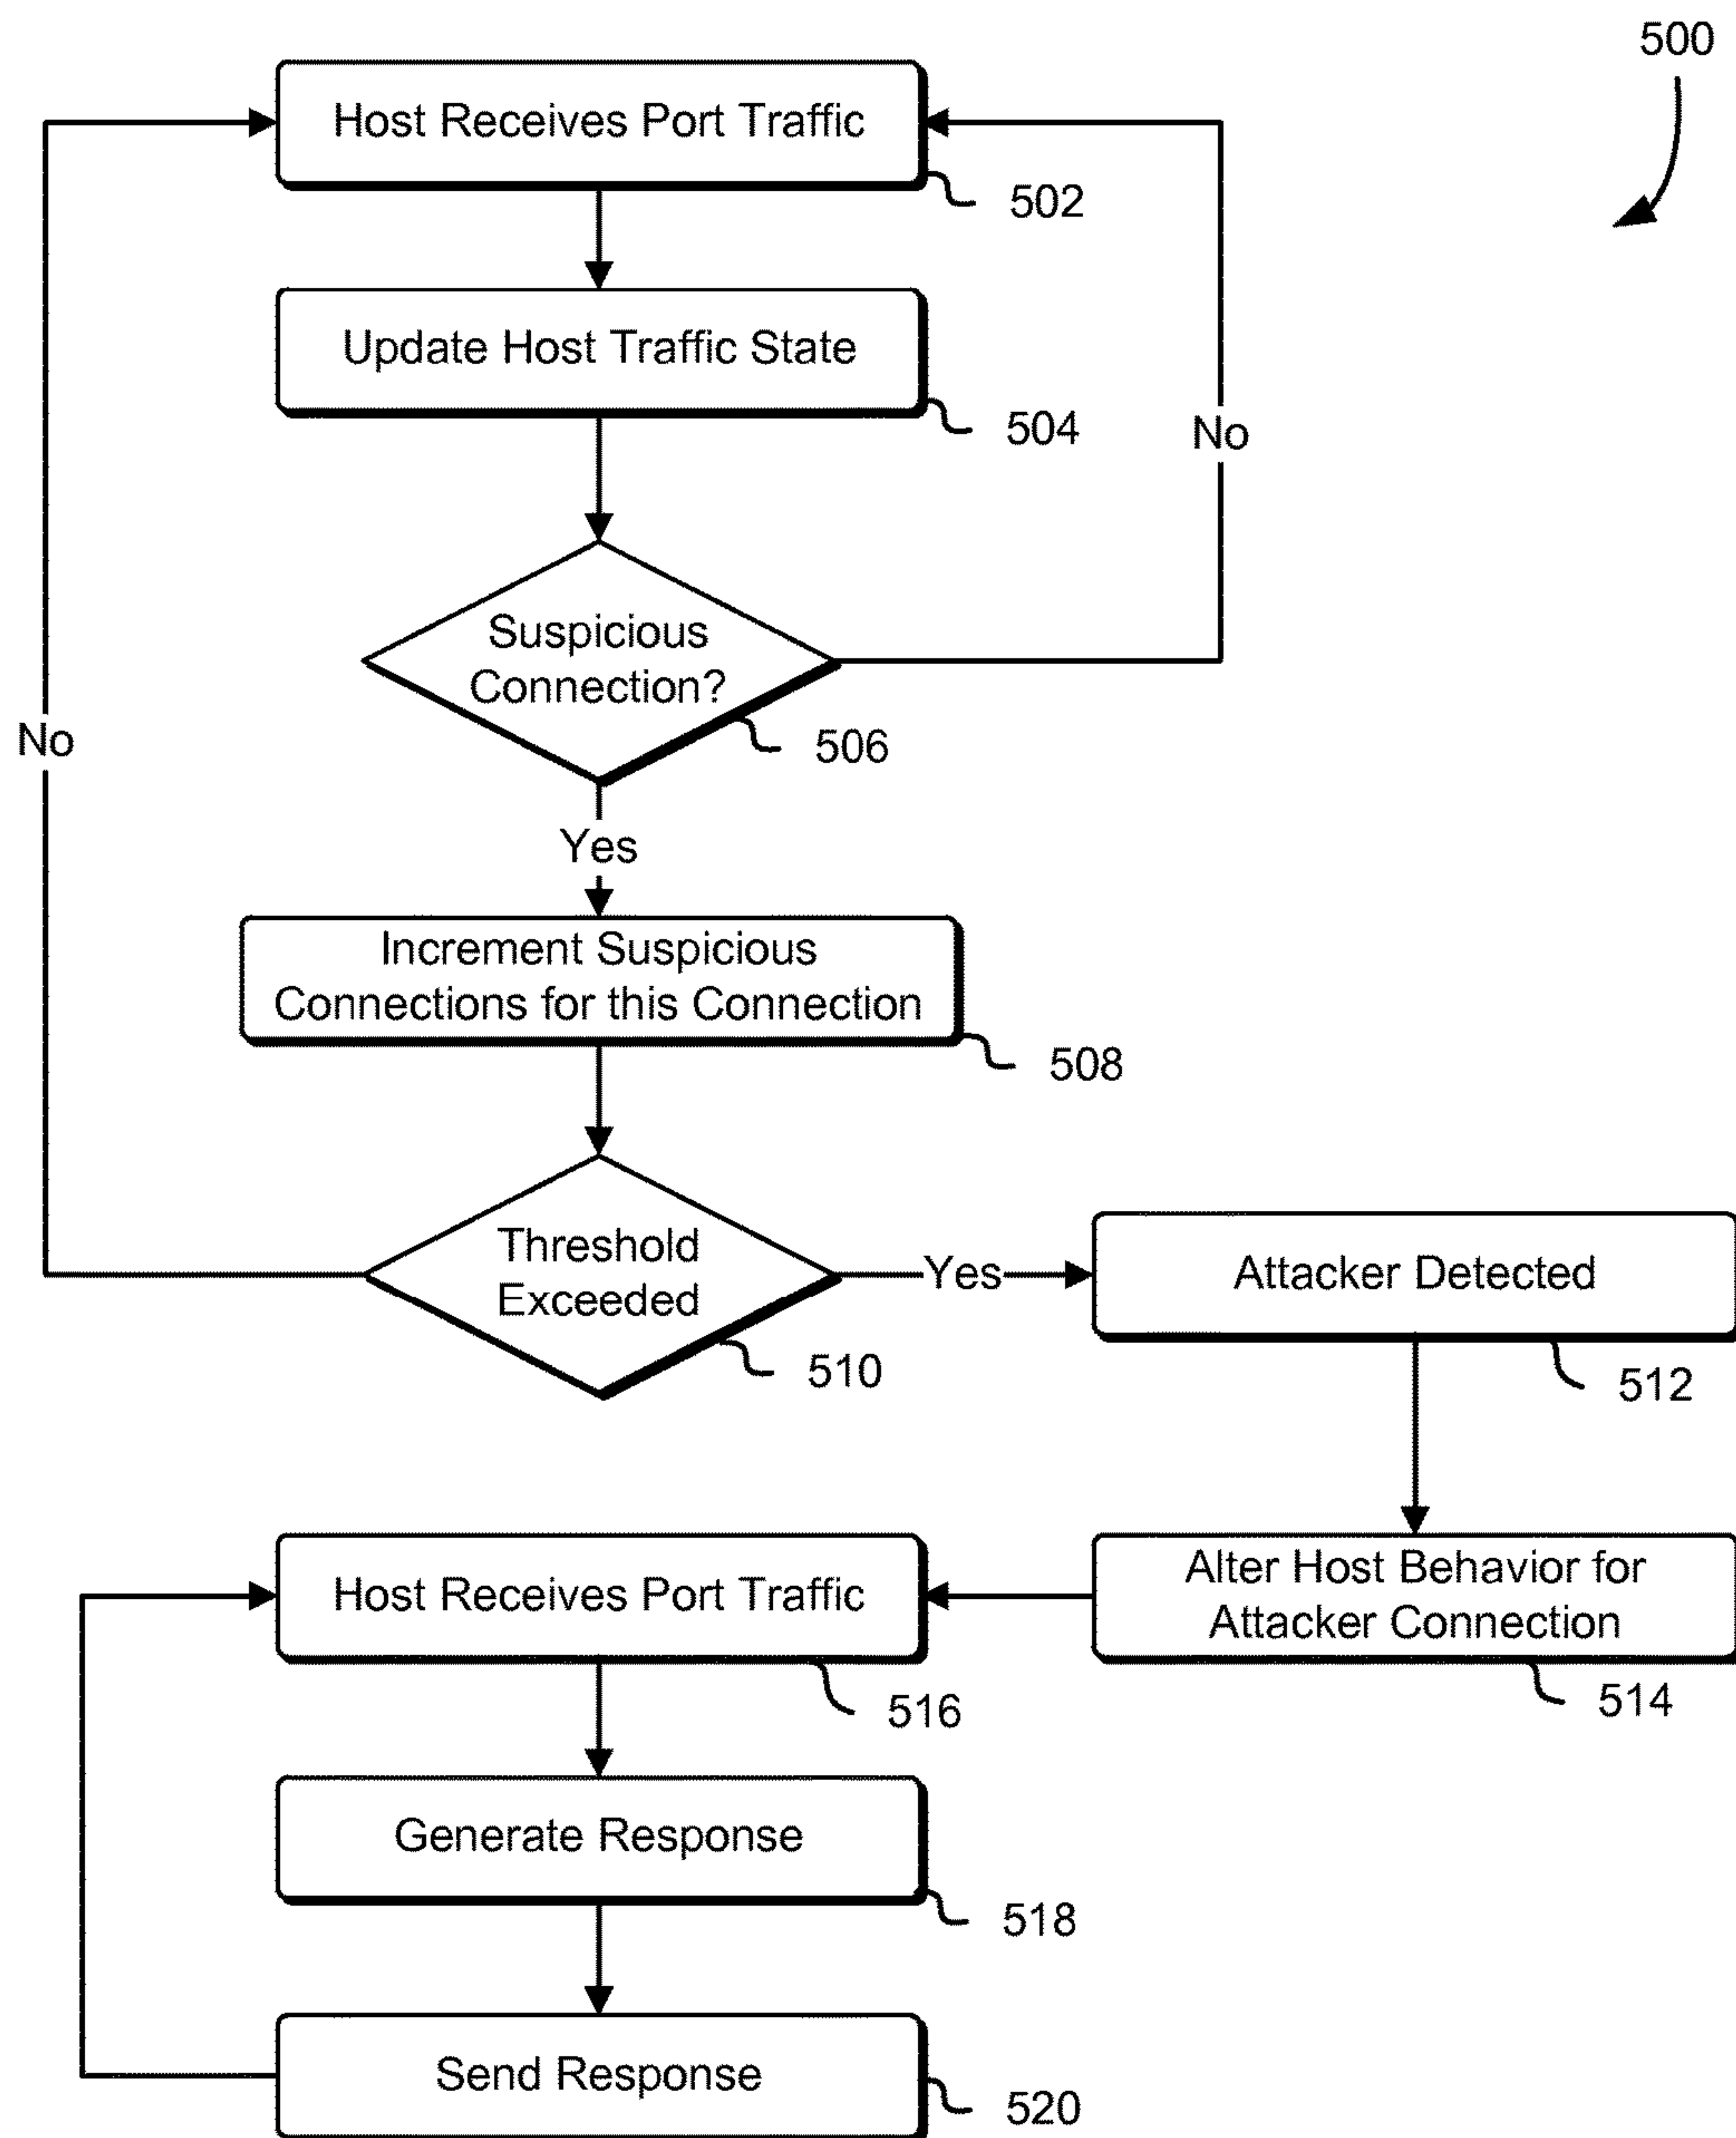 500
Host Receives Port Traffic
502
Update Host Traffic State
504
No
Suspicious
Connection?
506
No
Yes
Increment Suspicious
Connections for this Connection
508
Threshold
Exceeded
510
Yes
Attacker Detected
512
Alter Host Behavior for
Attacker Connection
514
Host Receives Port Traffic
516
Generate Response
518
Send Response
520